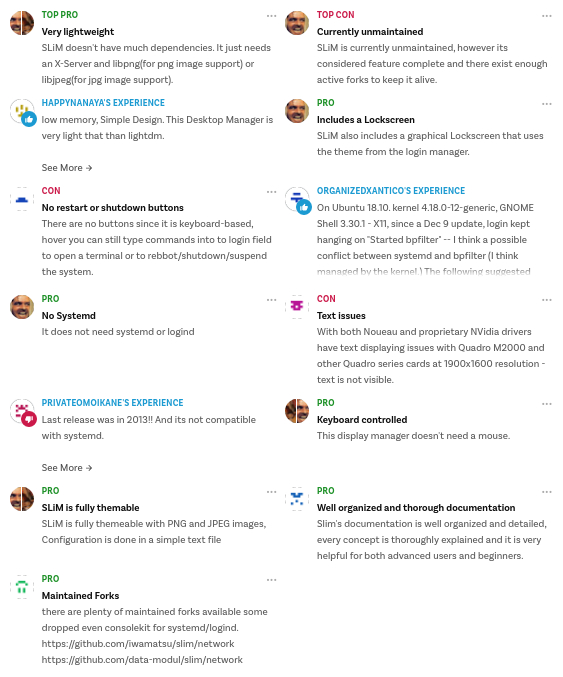 TOP PRO
Very lightweight
SLiM doesn't have much dependencies. It just needs
an X-Server and libpng(for png image support) or
libjpeg(for jpg image support).
TOP CON
Currently unmaintained
SLiM is currently unmaintained, however its
considered feature complete and there exist enough
active forks to keep it alive.
HAPPYNANAYA'S EXPERIENCE
low memory, Simple Design. This Desktop Manager is
very light that than lightdm.
See More →
PRO
Includes a Lockscreen
SLiM also includes a graphical Lockscreen that uses
the theme from the login manager.
CON
No restart or shutdown buttons
There are no buttons since it is keyboard-based,
hover you can still type commands into to login field
to open a terminal or to rebbot/shutdown/suspend
the system.
ORGANIZEDXANTICO'S EXPERIENCE
On Ubuntu 18.10. kernel 4.18.0-12-generic, GNOME
Shell 3.30.1 - X11, since a Dec 9 update, login kept
hanging on "Started bpfilter" -- I think a possible
conflict between systemd and bpfilter (I think
managed by the kernel.) The following suggested
PRO
No Systemd
It does not need systemd or logind
CON
Text issues
With both Noueau and proprietary NVidia drivers
have text displaying issues with Quadro M2000 and
other Quadro series cards at 1900x1600 resolution -
text is not visible.
PRIVATEOMOIKANE'S EXPERIENCE
Last release was in 2013!! And its not compatible
with systemd.
See More →
PRO
Keyboard controlled
This display manager doesn't need a mouse.
PRO
SLiM is fully themable
SLiM is fully themeable with PNG and JPEG images,
Configuration is done in a simple text file
PRO
Well organized and thorough documentation
Slim's documentation is well organized and detailed,
every concept is thoroughly explained and it is very
helpful for both advanced users and beginners.
PRO
Maintained Forks
there are plenty of maintained forks available some
dropped even consolekit for systemd/logind.
https://github.com/iwamatsu/slim/network
https://github.com/data-modul/slim/network